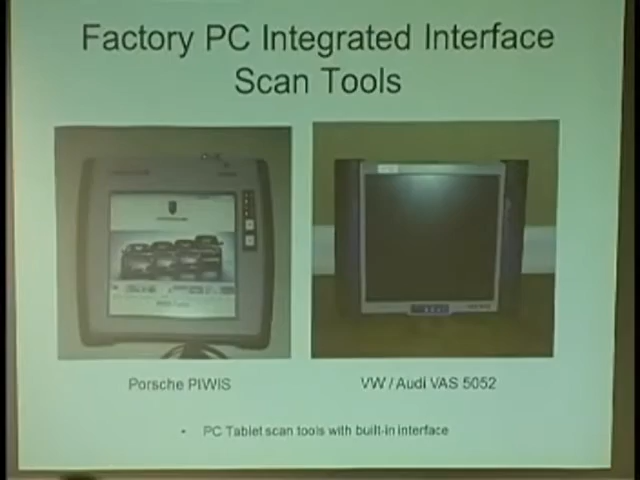 Factory PC Integrated Interface
Scan Tools
Porsche PIWIS
VW / Audi VAS 5052
• PC Tablet scan tools with built-in interface